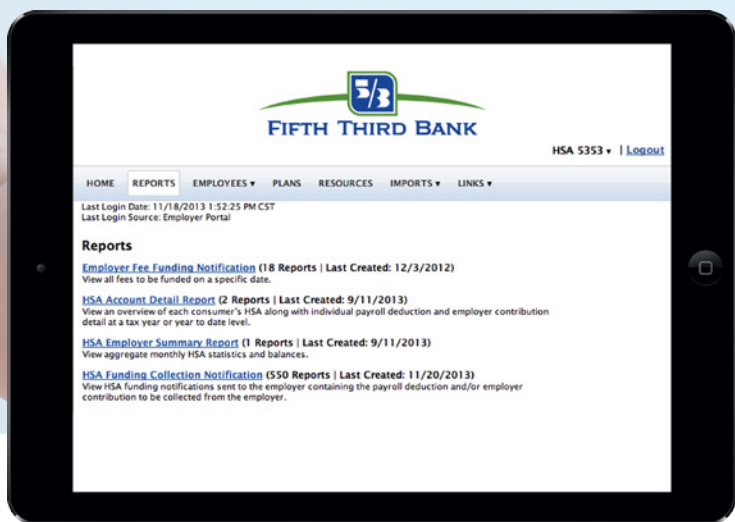 5/3
FIFTH THIRD BANK
HSA 5353 ▾ | Logout
HOME REPORTS EMPLOYEES ▾ PLANS RESOURCES IMPORTS ▾ LINKS ▾
Last Login Date: 11/18/2013 1:52:25 PM CST
Last Login Source: Employer Portal
Reports
Employer Fee Funding Notification (18 Reports | Last Created: 12/3/2012)
View all fees to be funded on a specific date.
HSA Account Detail Report (2 Reports | Last Created: 9/11/2013)
View an overview of each consumer's HSA along with individual payroll deduction and employer contribution
detail at a tax year or year to date level.
HSA Employer Summary Report (1 Reports | Last Created: 9/11/2013)
View aggregate monthly HSA statistics and balances.
HSA Funding Collection Notification (550 Reports | Last Created: 11/20/2013)
View HSA funding notifications sent to the employer containing the payroll deduction and/or employer
contribution to be collected from the employer.